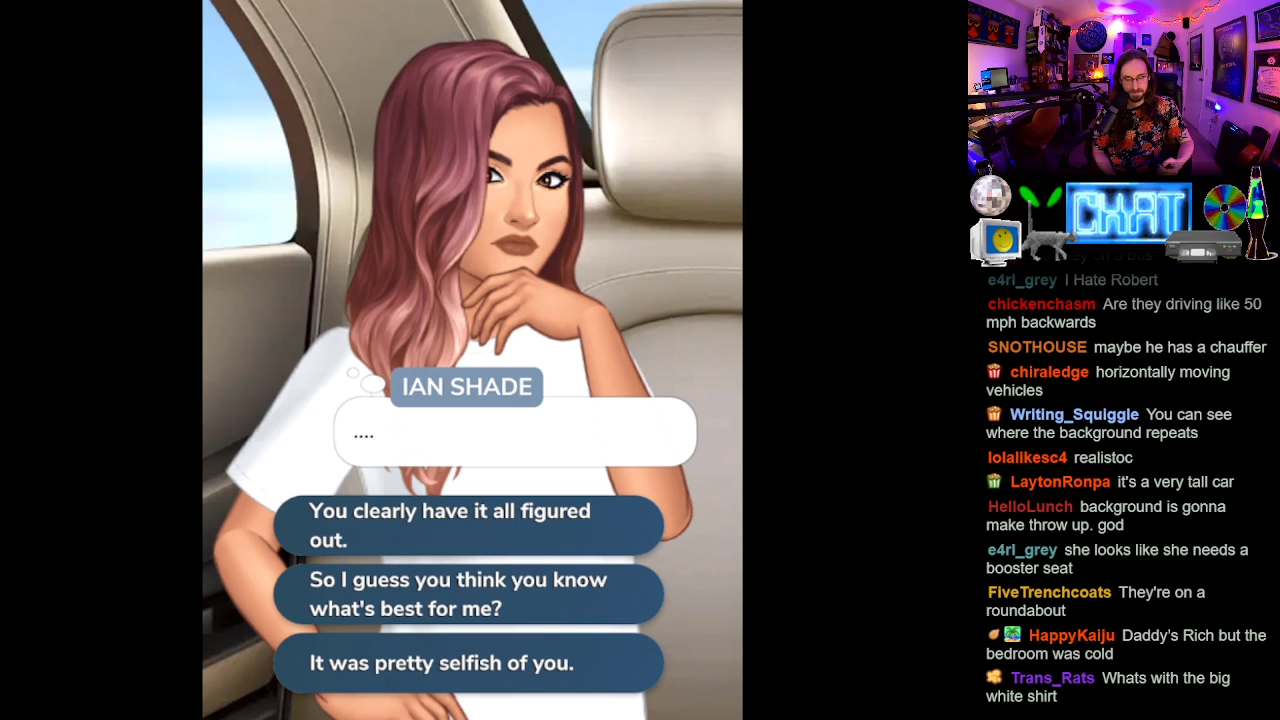 IAN SHADE
....
You clearly have it all figured
out.
So I guess you think you know
what's best for me?
It was pretty selfish of you.
CHAT
e4rl_grey I Hate Robert
chickenchasm Are they driving like 50
mph backwards
SNOTHOUSE maybe he has a chauffer
chiraledge horizontally moving
vehicles
Writing_Squiggle You can see
where the background repeats
lolalikesc4 realistoc
LaytonRonpa it's a very tall car
HelloLunch background is gonna
make throw up. god
e4rl_grey she looks like she needs a
booster seat
FiveTrenchcoats They're on a
roundabout
HappyKaiju Daddy's Rich but the
bedroom was cold
Trans_Rats Whats with the big
white shirt